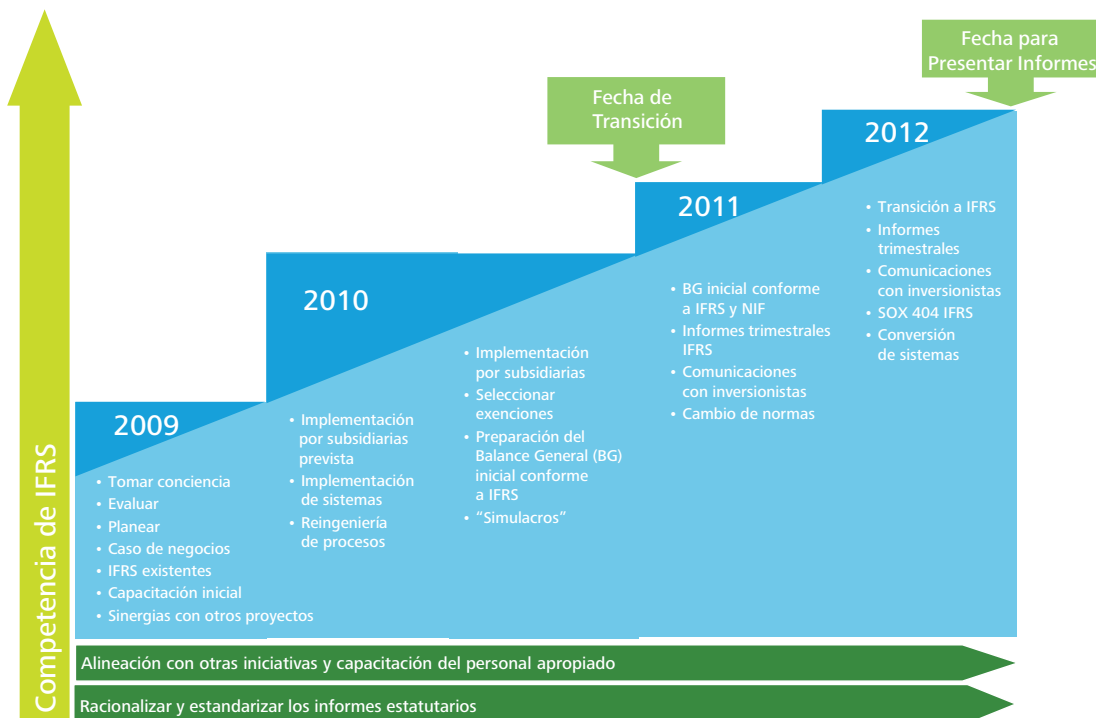 Fecha para
Presentar Informes
Fecha de
Transición
Competencia de IFRS
2009
• Tomar conciencia
• Evaluar
• Planear
• Caso de negocios
• IFRS existentes
• Capacitación inicial
• Sinergias con otros proyectos
2010
• Implementación
por subsidiarias
prevista
• Implementación
de sistemas
• Reingeniería
de procesos
• Implementación
por subsidiarias
• Seleccionar
exenciones
• Preparación del
Balance General (BG)
inicial conforme
a IFRS
• “Simulacros“
2011
• BG inicial conforme
a IFRS y NIF
• Informes trimestrales
IFRS
• Comunicaciones
con inversionistas
• Cambio de normas
2012
• Transición a IFRS
• Informes
trimestrales
• Comunicaciones
con inversionistas
• SOX 404 IFRS
• Conversión
de sistemas
Alineación con otras iniciativas y capacitación del personal apropiado
Racionalizar y estandarizar los informes estatutarios